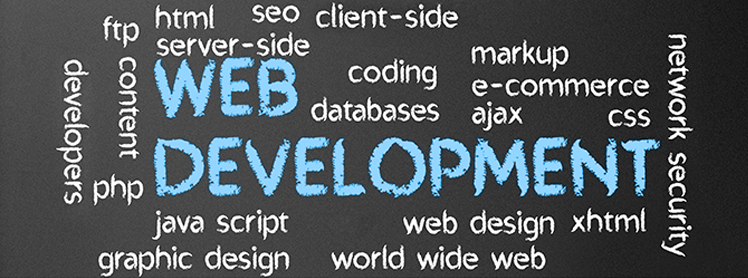 html
seo
client-side
ftp
server-side
developers
content
WEB
coding
markup
e-commerce
databases
ajax
css
network security
php
DEVELOPMENT
java script
web design
xhtml
graphic design
world wide web